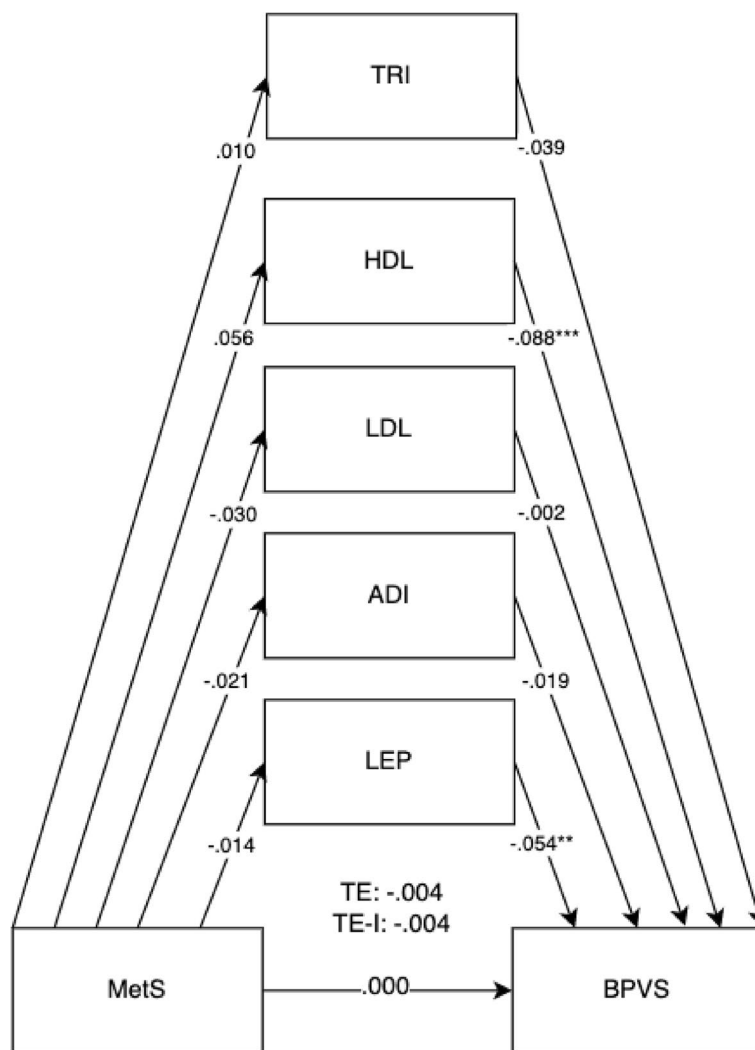 TRI
.010
-.039
HDL
.056
-.088***
LDL
-.030
-.002
ADI
-.021
-.019
LEP
-.014
-.054**
TE: -.004
TE-I: -.004
MetS
.000
BPVS